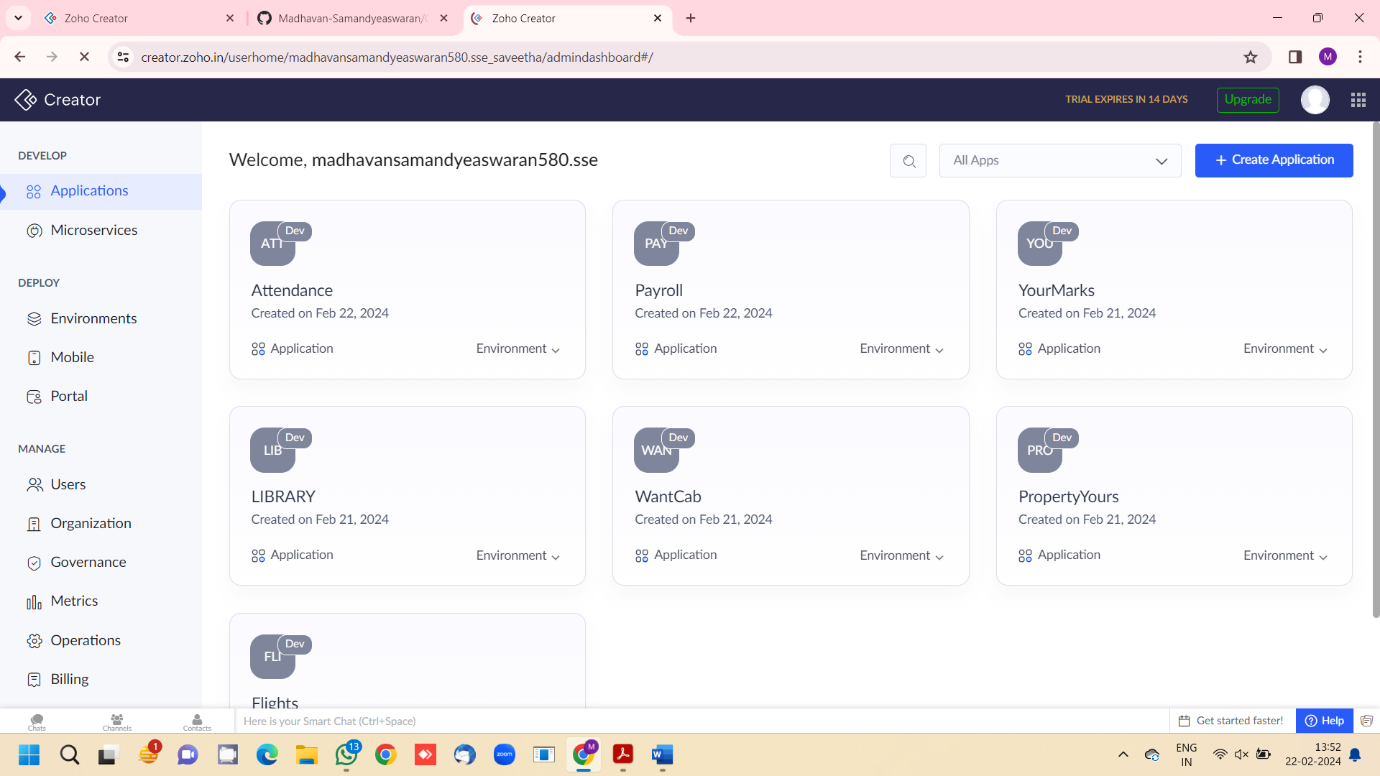 Zoho Creator
Madhavan-Samandyeaswaran/
Zoho Creator
creator.zoho.in/userhome/madhavansamandyeaswaran580.sse_saveetha/admindashboard#/
M
Creator
TRIAL EXPIRES IN 14 DAYS
Upgrade
DEVELOP
Applications
Microservices
DEPLOY
Environments
Mobile
Portal
MANAGE
Users
Organization
Governance
Metrics
Operations
Billing
Welcome, madhavansamandyeaswaran580.sse
All Apps
+ Create Application
ATT Dev
Attendance
Created on Feb 22, 2024
Application Environment
PAY Dev
Payroll
Created on Feb 22, 2024
Application Environment
YOU Dev
YourMarks
Created on Feb 21, 2024
Application Environment
LIB Dev
LIBRARY
Created on Feb 21, 2024
Application Environment
WAN Dev
WantCab
Created on Feb 21, 2024
Application Environment
PRO Dev
PropertyYours
Created on Feb 21, 2024
Application Environment
FLI Dev
Flights
Chats
Channels
Contacts
Here is your Smart Chat (Ctrl+Space)
Get started faster!
Help
1
13
zoom
M
ENG
IN
13:52
22-02-2024